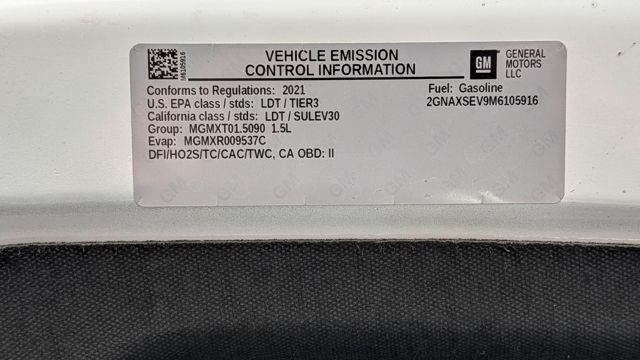 M6105916
VEHICLE EMISSION
CONTROL INFORMATION
GM
GENERAL
MOTORS
LLC
Conforms to Regulations: 2021
Fuel: Gasoline
U.S. EPA class / stds: LDT / TIER3
2GNAXSEV9M6105916
California class / stds: LDT / SULEV30
Group: MGMXT01.5090 1.5L
Evap: MGMXR009537C
DFI/HO2S/TC/CAC/TWC, CA OBD: II